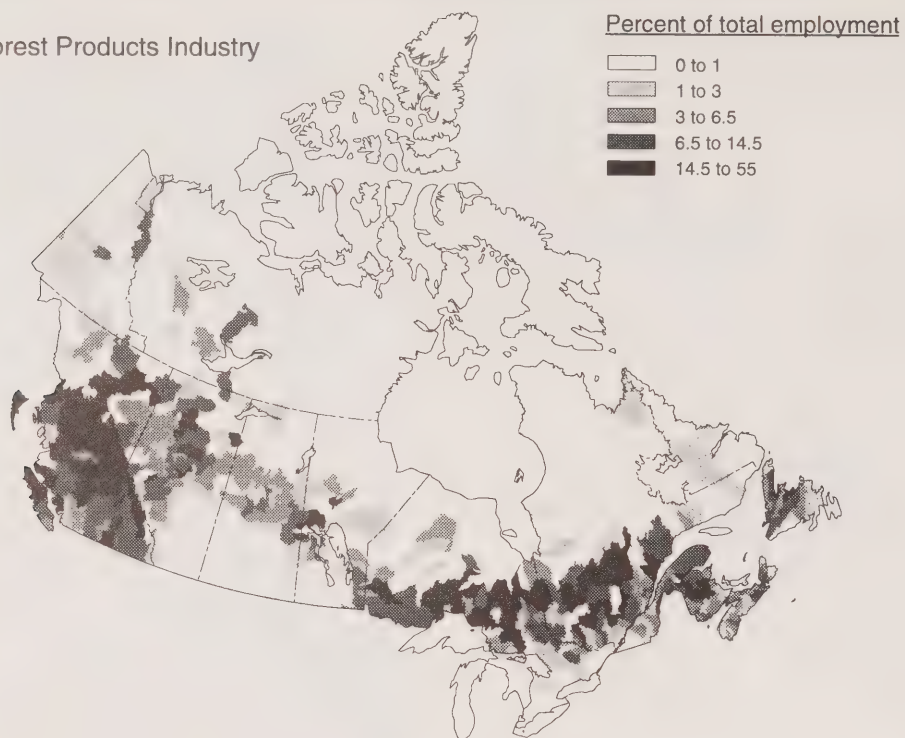 orest Products Industry
Percent of total employment
0 to 1
1 to 3
3 to 6.5
6.5 to 14.5
14.5 to 55